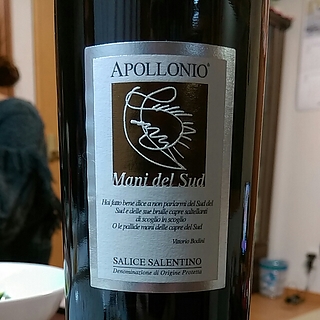 APOLLONIO®
Mani del Sud
Hai fatto bene dice a non parlarmi del Sud del
Sud e delle sue brulle capre saltellanti
di scoglio in scoglio
O le pallide mani delle capre del Sud
Vittorio Bodini
SALICE SALENTINO
Denominazione di Origine Protetta